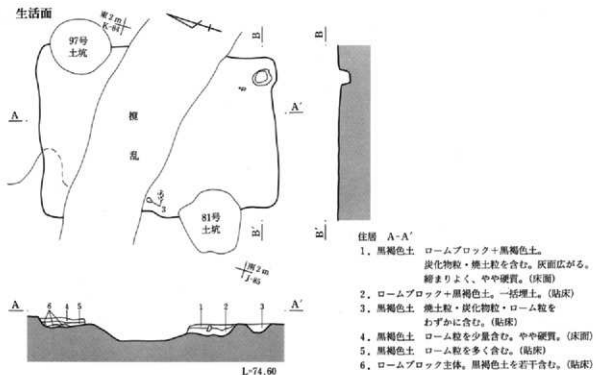 生活面
東2m
K-84
97号
土坑
B
B
A
A′
攪
乱
3
81号
土坑
B′
B′
南2m
J-85
A
6 4 5
1 2 3
A′
L=74.60
住居 A-A′
1．黒褐色土 ロームブロック＋黒褐色土。
炭化物粒・焼土粒を含む。灰面広がる。
締まりよく、やや硬質。(床面)
2．ロームブロック＋黒褐色土。一括埋土。(貼床)
3．黒褐色土 焼土粒・炭化物粒・ローム粒を
わずかに含む。(貼床)
4．黒褐色土 ローム粒を少量含む。やや硬質。(床面)
5．黒褐色土 ローム粒を多く含む。(貼床)
6．ロームブロック主体。黒褐色土を若干含む。(貼床)